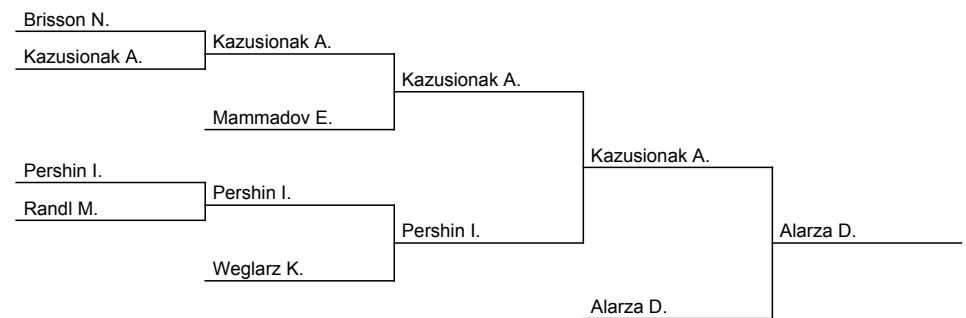 Brisson N.
Kazusionak A.
Kazusionak A.
Kazusionak A.
Mammadov E.
Kazusionak A.
Pershin I.
Pershin I.
Randl M.
Pershin I.
Alarza D.
Weglarz K.
Alarza D.